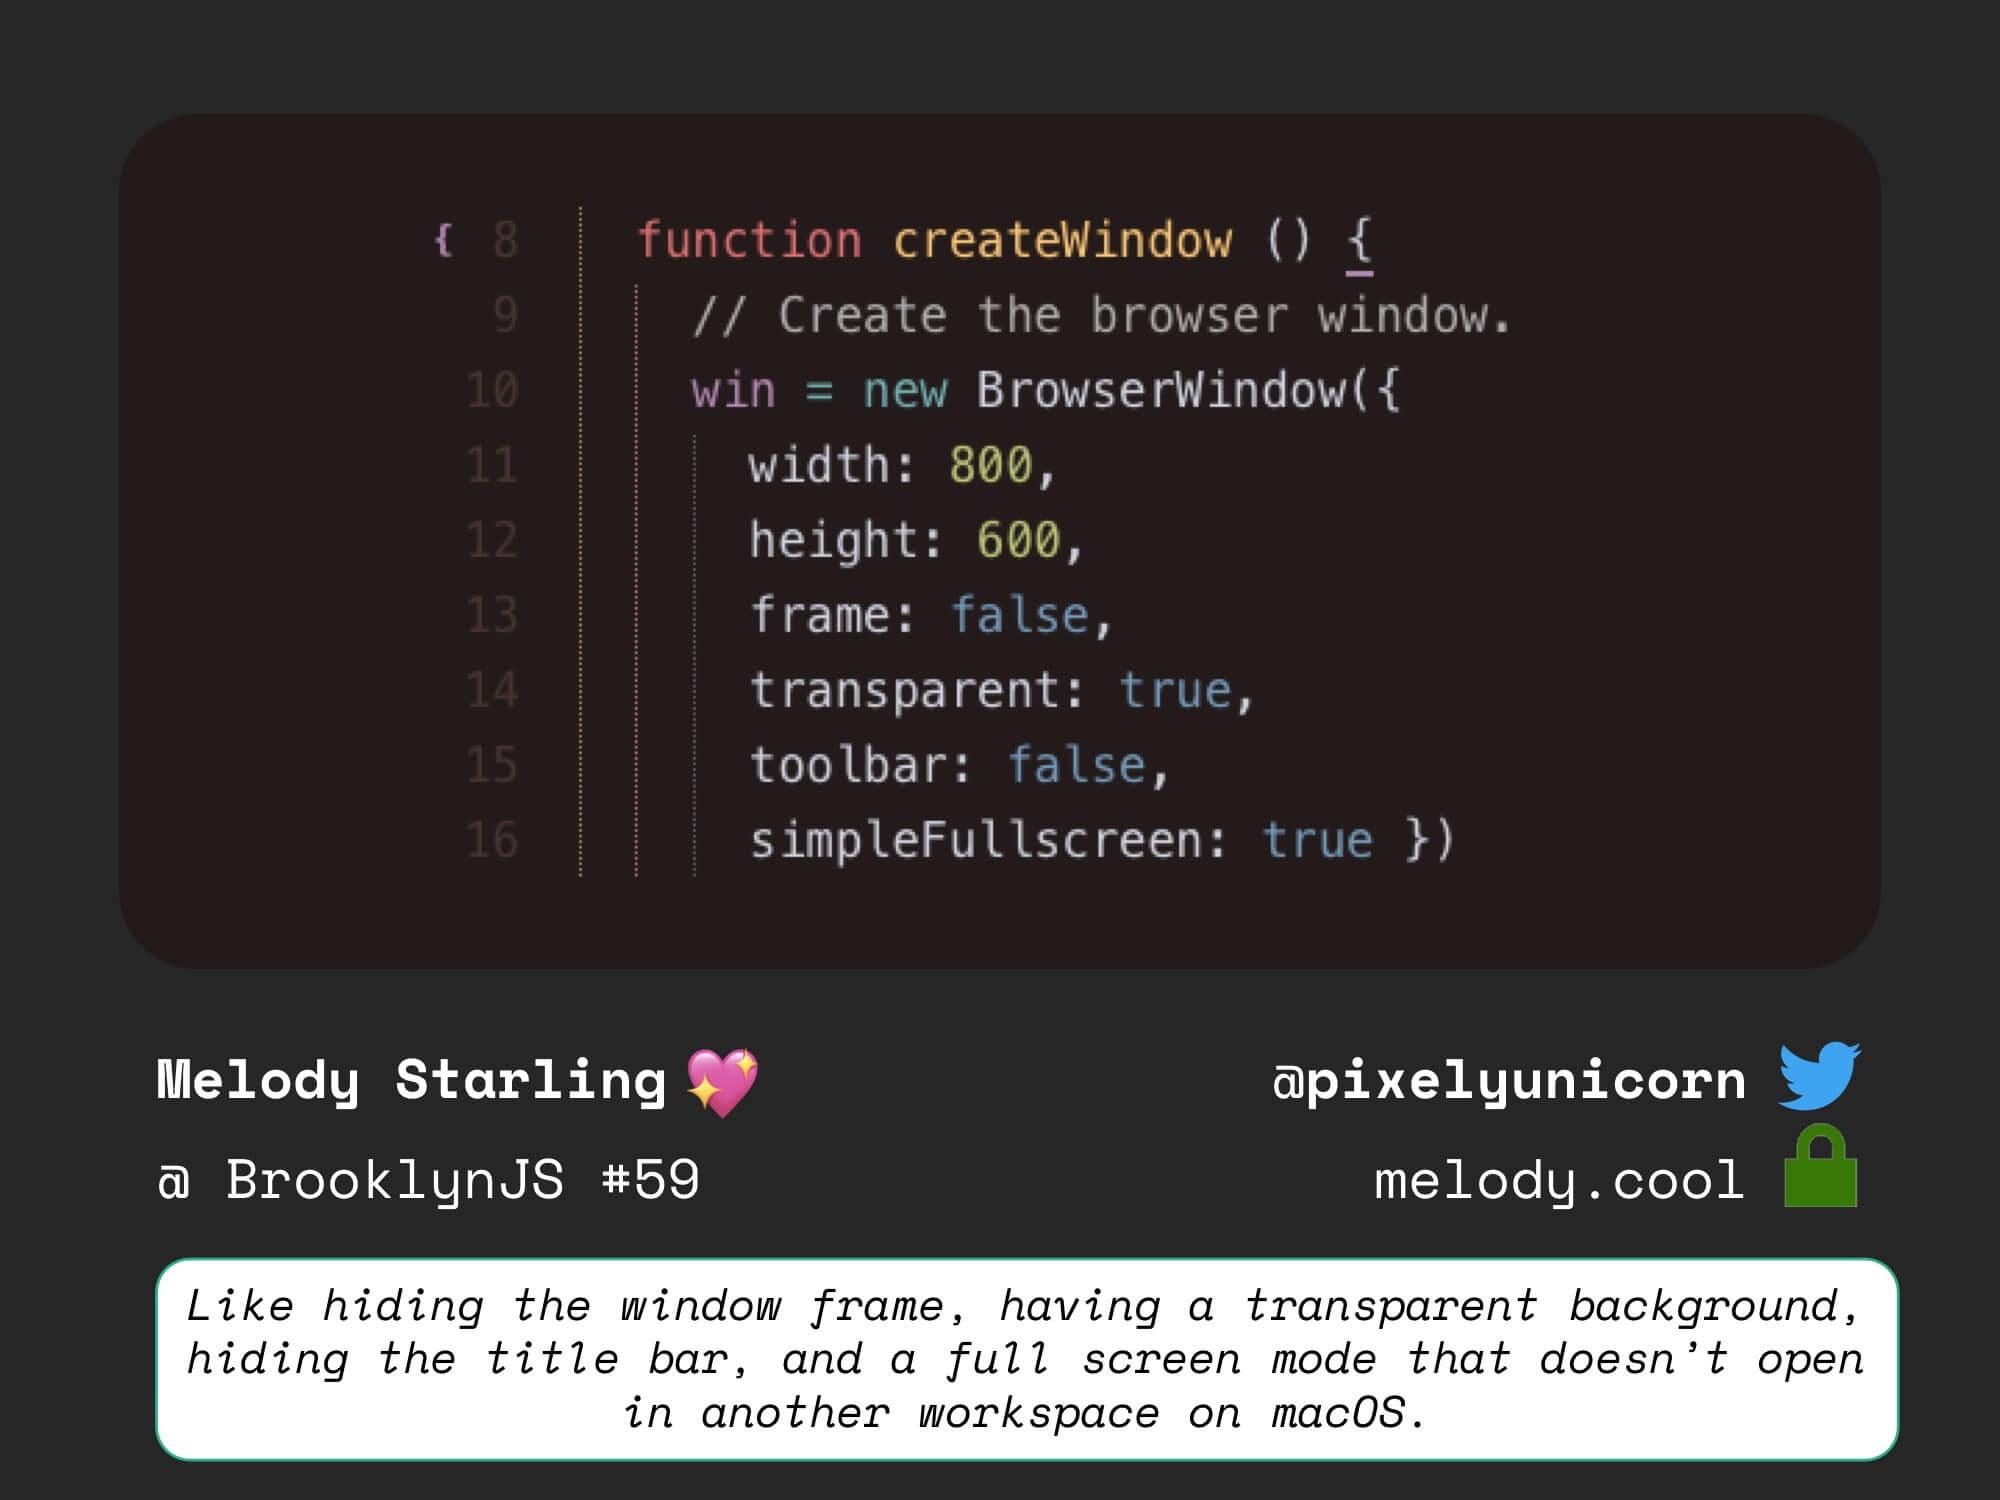 { 8 function createWindow () {
9 // Create the browser window.
10 win = new BrowserWindow({
11 width: 800,
12 height: 600,
13 frame: false,
14 transparent: true,
15 toolbar: false,
16 simpleFullscreen: true })
Melody Starling 💖
@pixelyunicorn
@ BrooklynJS #59
melody.cool
Like hiding the window frame, having a transparent background,
hiding the title bar, and a full screen mode that doesn’t open
in another workspace on macOS.